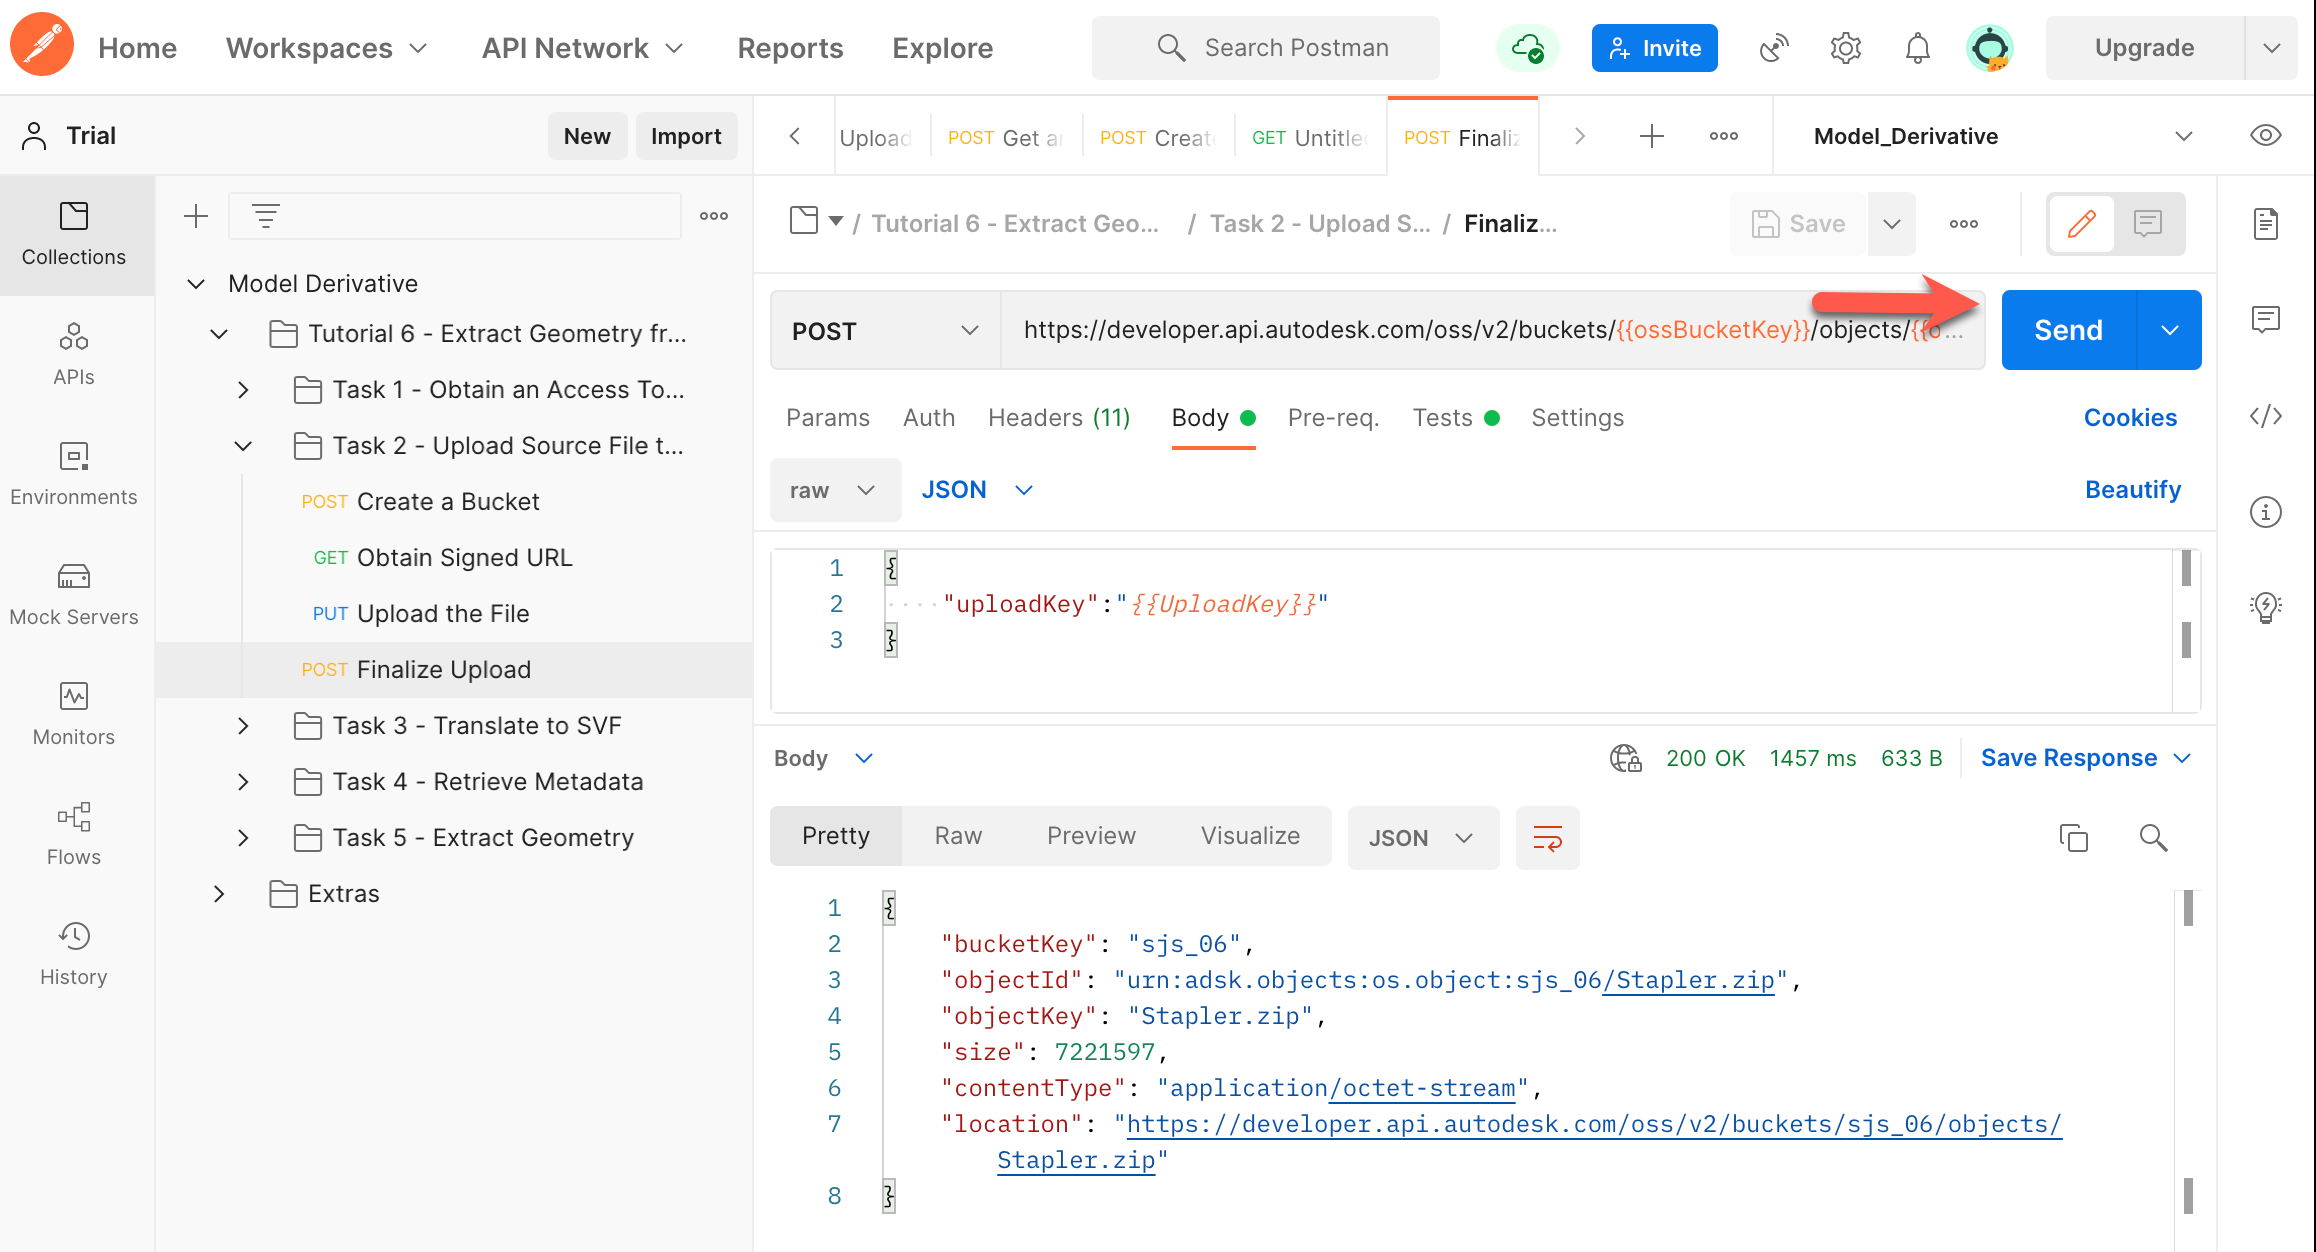 Home Workspaces API Network Reports Explore Search Postman Invite Upgrade
Trial New Import Upload POST Get POST Create GET Untitled POST Finaliz Model_Derivative
Collections
APIs
Environments
Mock Servers
Monitors
Flows
History
Model Derivative
Tutorial 6 - Extract Geometry fr...
Task 1 - Obtain an Access To...
Task 2 - Upload Source File t...
POST Create a Bucket
GET Obtain Signed URL
PUT Upload the File
POST Finalize Upload
Task 3 - Translate to SVF
Task 4 - Retrieve Metadata
Task 5 - Extract Geometry
Extras
/ Tutorial 6 - Extract Geo... / Task 2 - Upload S... / Finaliz... Save
POST https://developer.api.autodesk.com/oss/v2/buckets/{{ossBucketKey}}/objects/{{o... Send
Params Auth Headers (11) Body Pre-req. Tests Settings Cookies
raw JSON Beautify
1 {
2 ····"uploadKey":"{{UploadKey}}"
3 }
Body 200 OK 1457 ms 633 B Save Response
Pretty Raw Preview Visualize JSON
1 {
2 "bucketKey": "sjs_06",
3 "objectId": "urn:adsk.objects:os.object:sjs_06/Stapler.zip",
4 "objectKey": "Stapler.zip",
5 "size": 7221597,
6 "contentType": "application/octet-stream",
7 "location": "https://developer.api.autodesk.com/oss/v2/buckets/sjs_06/objects/
Stapler.zip"
8 }